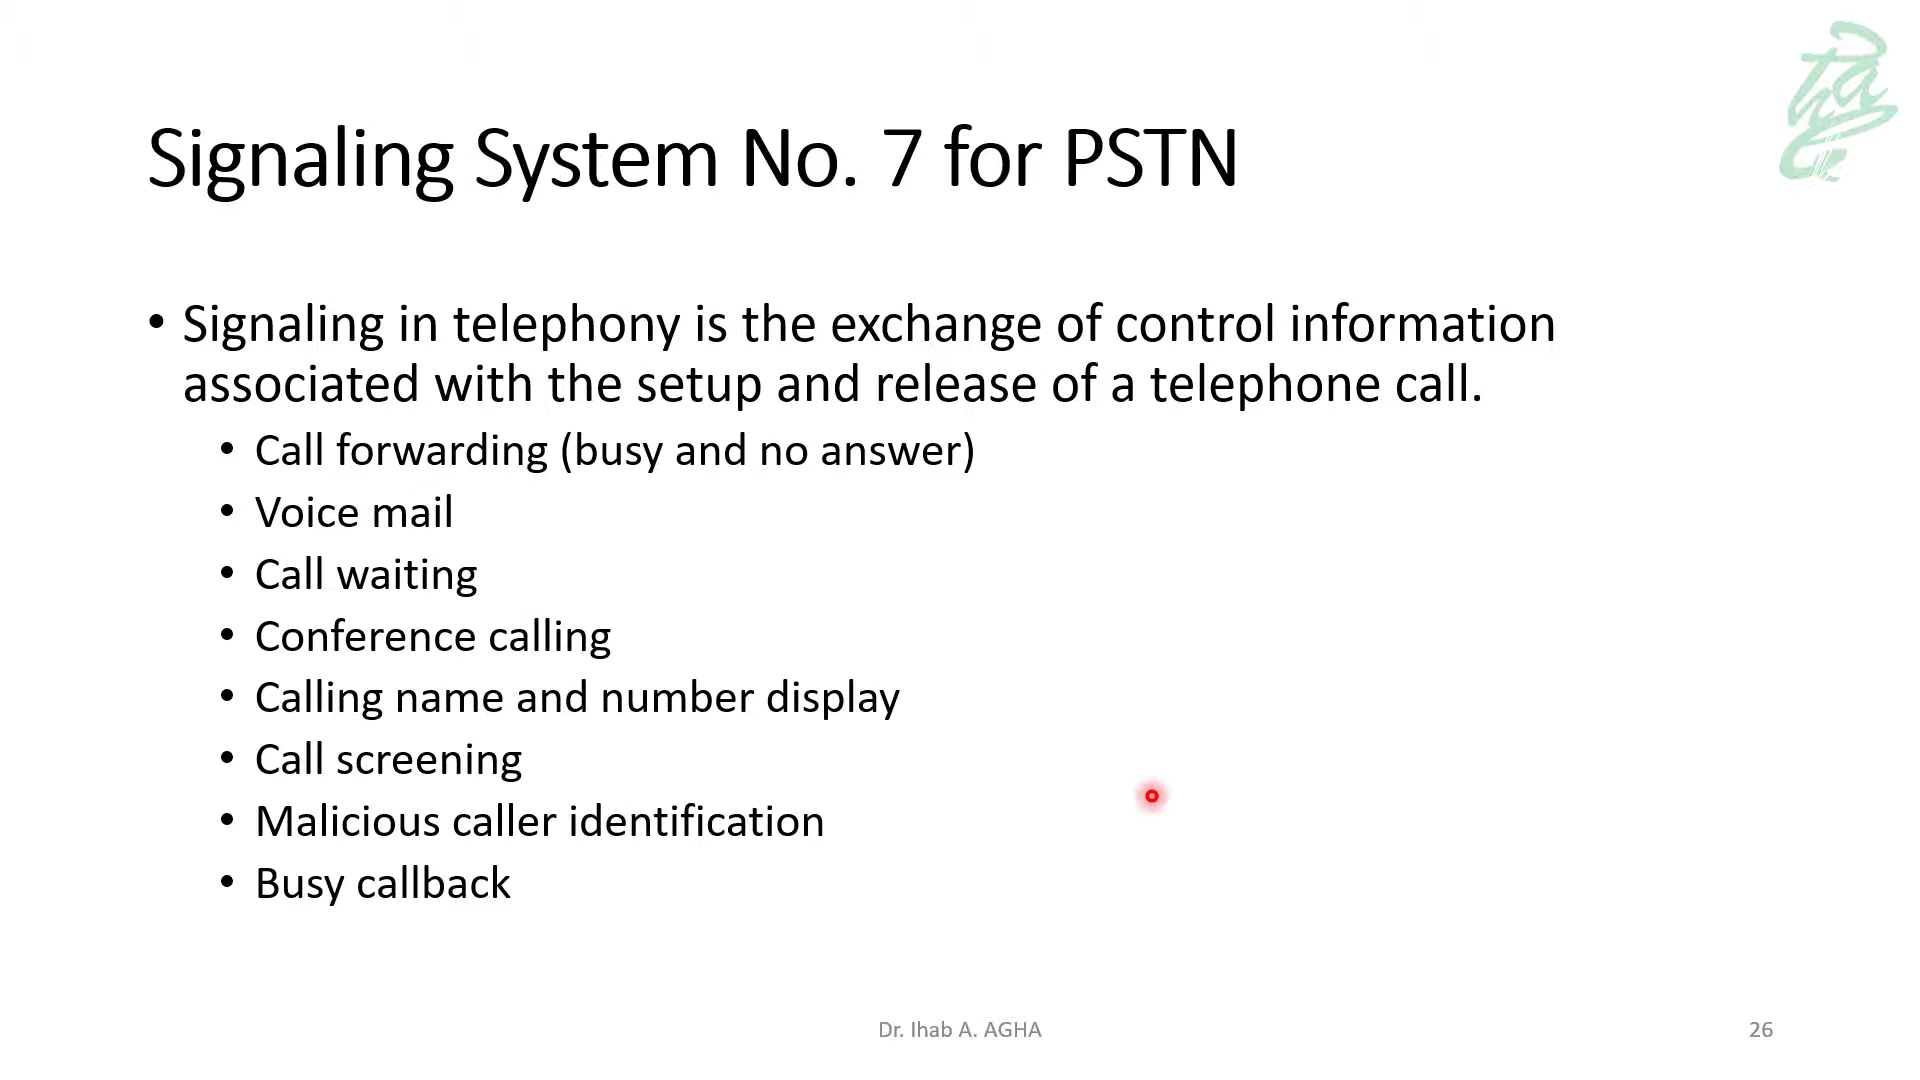 Signaling System No. 7 for PSTN
• Signaling in telephony is the exchange of control information
associated with the setup and release of a telephone call.
• Call forwarding (busy and no answer)
• Voice mail
• Call waiting
• Conference calling
• Calling name and number display
• Call screening
• Malicious caller identification
• Busy callback
Dr. Ihab A. AGHA
26